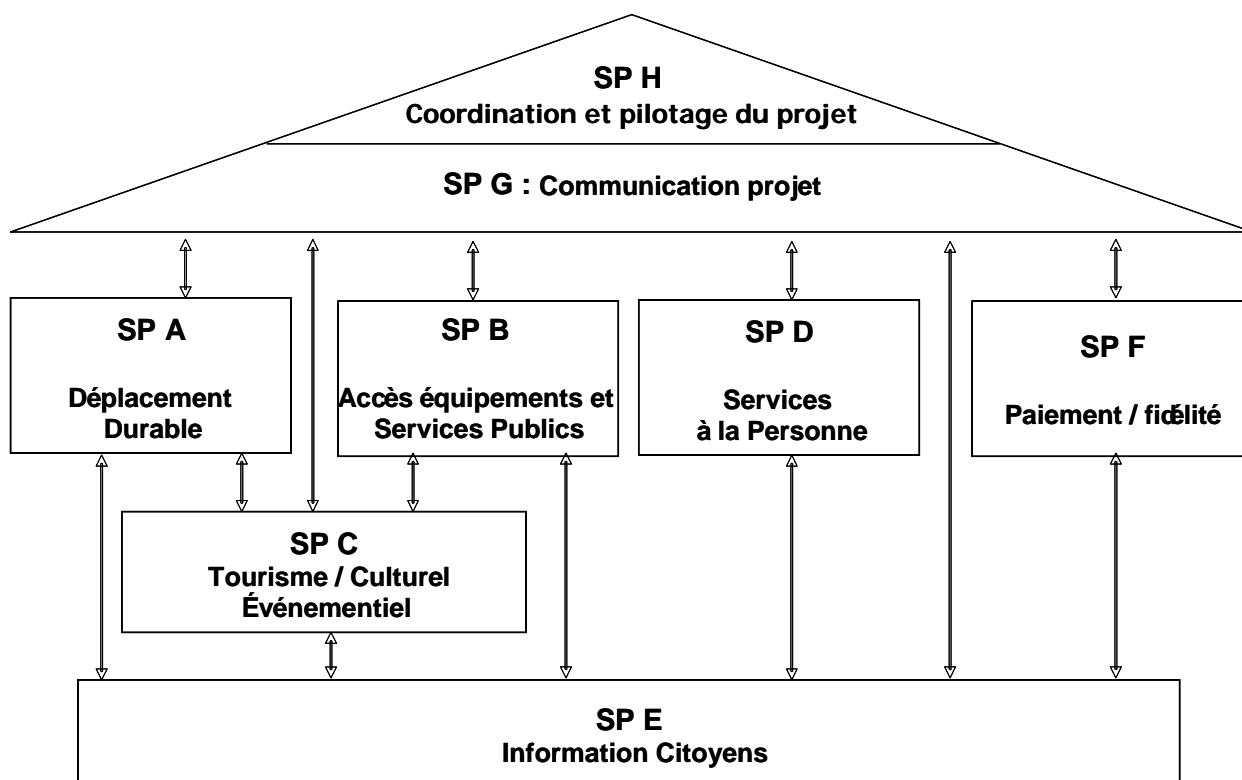 SP H
Coordination et pilotage du projet
SP G : Communication projet
SP A
Déplacement
Durable
SP B
Accès équipements et
Services Publics
SP D
Services
à la Personne
SP F
Paiement / fidélité
SP C
Tourisme / Culturel
Événementiel
SP E
Information Citoyens